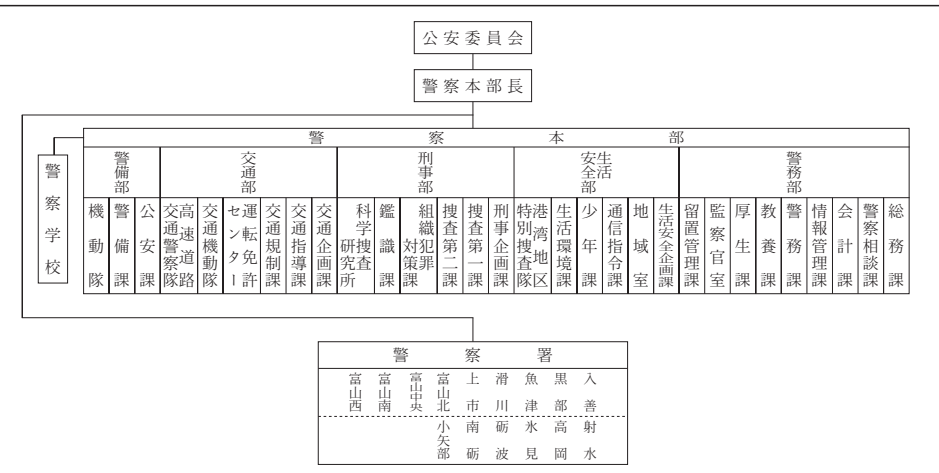 公安委員会
警察本部長
警察本部
警察学校
警務部
総務課
警察相談課
会計課
情報管理課
警務課
教養課
厚生課
監察官室
留置管理課
生活安全部
生活安全企画課
地域室
通信指令課
少年課
生活環境課
港湾地区特別捜査隊
刑事部
刑事企画課
捜査第一課
捜査第二課
組織犯罪対策課
鑑識課
科学捜査研究所
交通部
交通企画課
交通指導課
交通規制課
運転免許センター
交通機動隊
高速道路交通警察隊
警備部
公安課
警備課
機動隊
警察署
入善
黒部
魚津
滑川
上市
富山北
富山中央
富山南
富山西
射水
高岡
氷見
砺波
南砺
小矢部